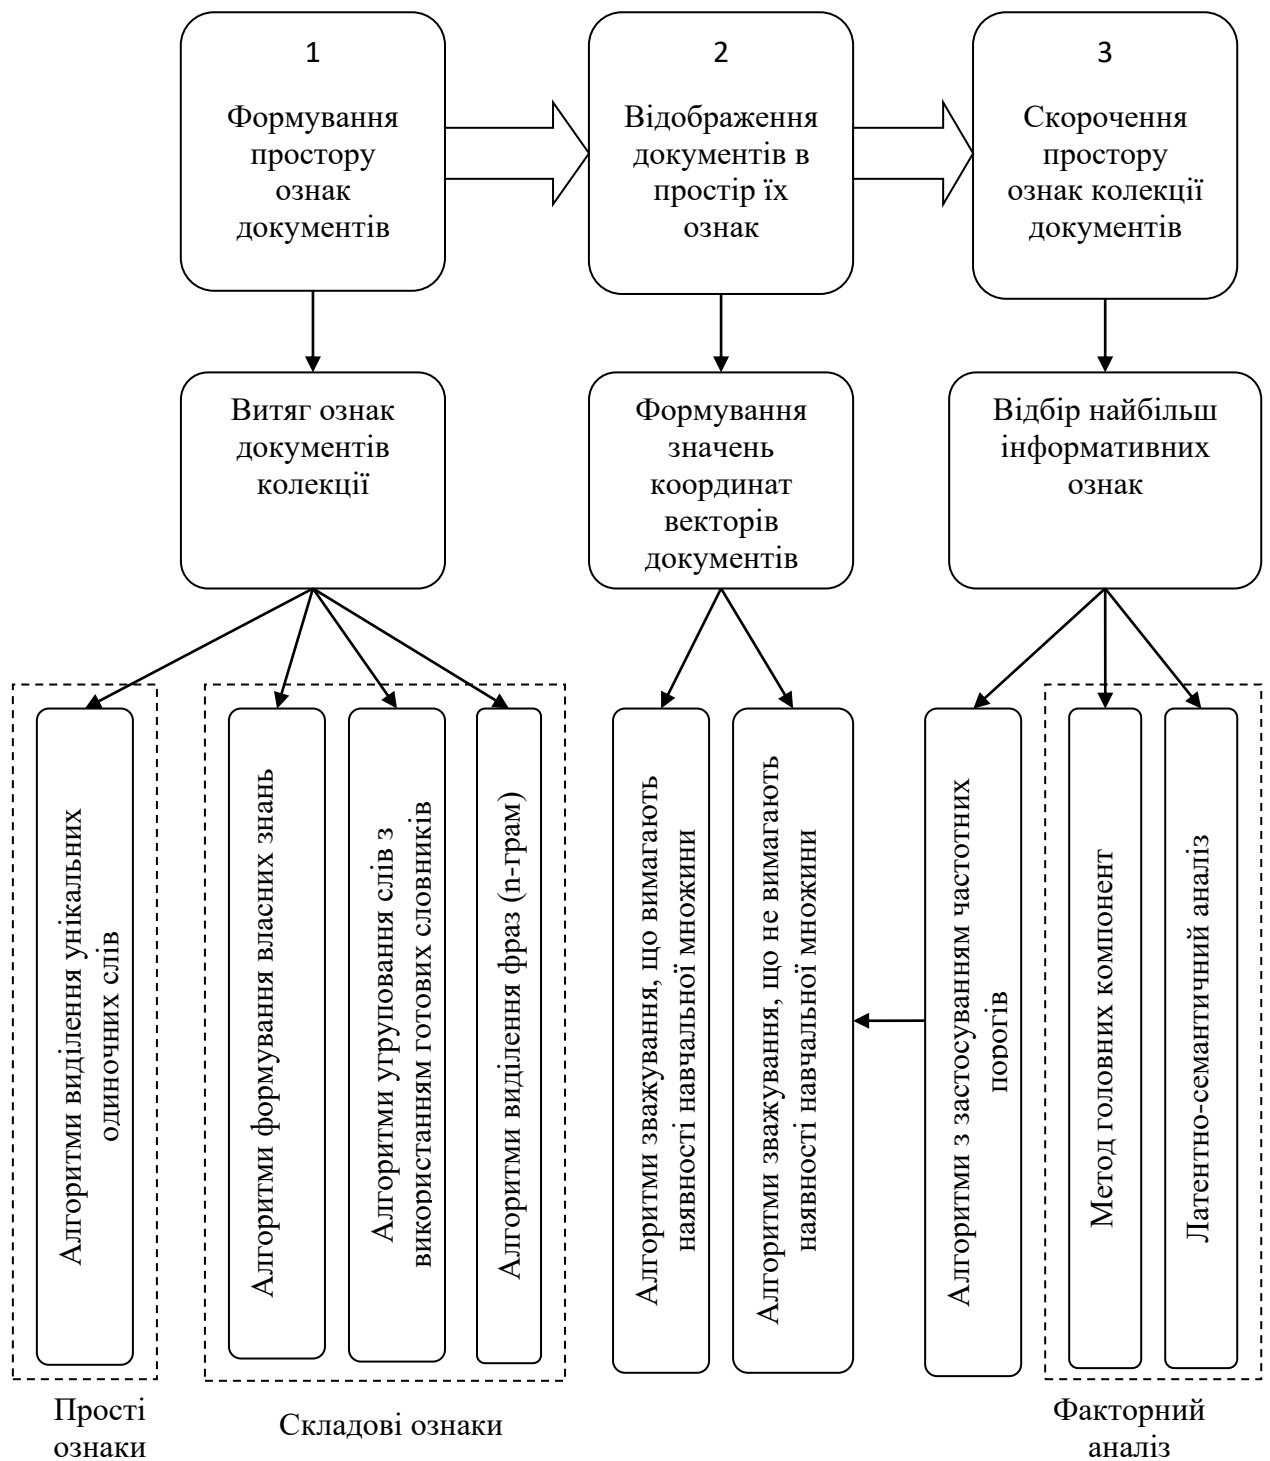 1
Формування
простору
ознак
документів
2
Відображення
документів в
простір їх
ознак
3
Скорочення
простору
ознак колекції
документів
Витяг ознак
документів
колекції
Формування
значень
координат
векторів
документів
Відбір найбільш
інформативних
ознак
Алгоритми виділення унікальних
одиночних слів
Алгоритми формування власних знань
Алгоритми угруповання слів з
використанням готових словників
Алгоритми виділення фраз (n-грам)
Алгоритми зважування, що вимагають
наявності навчальної множини
Алгоритми зважування, що не вимагають
наявності навчальної множини
Алгоритми з застосуванням частотних
порогів
Метод головних компонент
Латентно-семантичний аналіз
Прості
ознаки
Складові ознаки
Факторний
аналіз